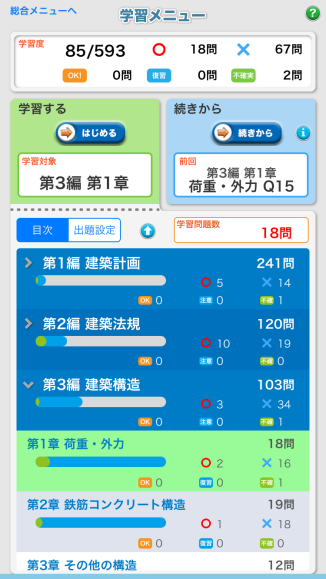 総合メニューへ
学習メニュー
?
学習度
85/593 ○ 18問 × 67問
OK! 0問 復習 0問 不確実 2問
学習する
はじめる
学習対象
第3編 第1章
続きから
続きから
i
前回
第3編 第1章
荷重・外力 Q15
目次 出題設定
学習問題数
18問
第1編 建築計画 241問
○ 5 × 14
OK 0 注意 0 不確 1
第2編 建築法規 120問
○ 10 × 19
OK 0 注意 0 不確 1
第3編 建築構造 103問
○ 3 × 34
OK 0 注意 0 不確 1
第1章 荷重・外力 18問
○ 2 × 16
OK 0 復習 0 不確 1
第2章 鉄筋コンクリート構造 19問
○ 1 × 18
OK 0 復習 0 不確 0
第3章 その他の構造 12問